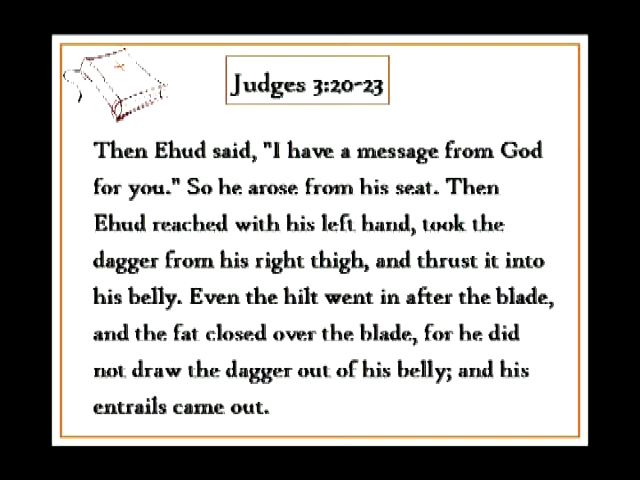 Judges 3:20-23
Then Ehud said, "I have a message from God
for you." So he arose from his seat. Then
Ehud reached with his left hand, took the
dagger from his right thigh, and thrust it into
his belly. Even the hilt went in after the blade,
and the fat closed over the blade, for he did
not draw the dagger out of his belly; and his
entrails came out.